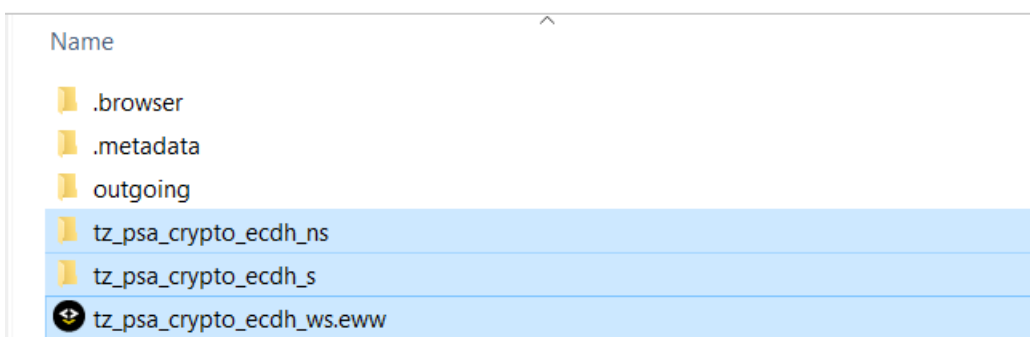 Name
.browser
.metadata
outgoing
tz_psa_crypto_ecdh_ns
tz_psa_crypto_ecdh_s
tz_psa_crypto_ecdh_ws.eww